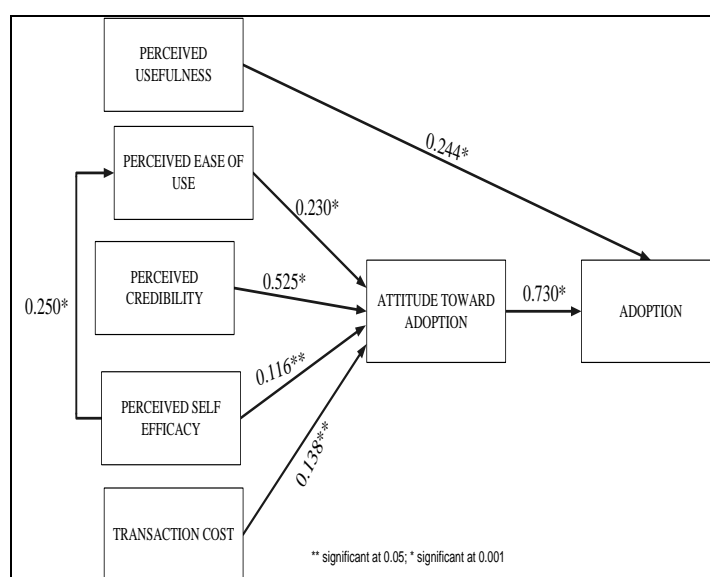 PERCEIVED
USEFULNESS
0.244*
PERCEIVED EASE OF
USE
0.230*
PERCEIVED
CREDIBILITY
0.525*
0.250*
ATTITUDE TOWARD
ADOPTION
0.730*
ADOPTION
0.116**
PERCEIVED SELF
EFFICACY
0.138**
TRANSACTION COST
** significant at 0.05; * significant at 0.001